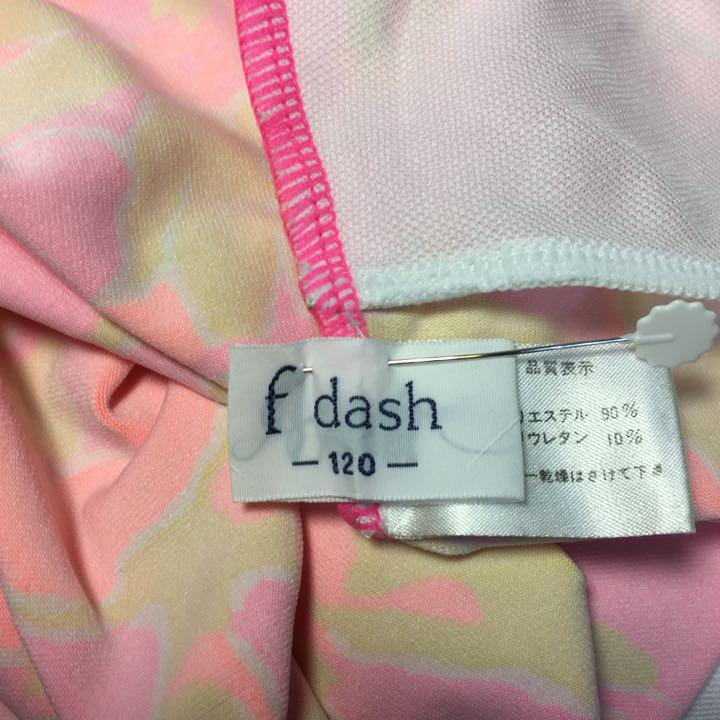 f dash
— 120 —
品質表示
エステル 90%
ウレタン 10%
ー乾燥はさけて下さ